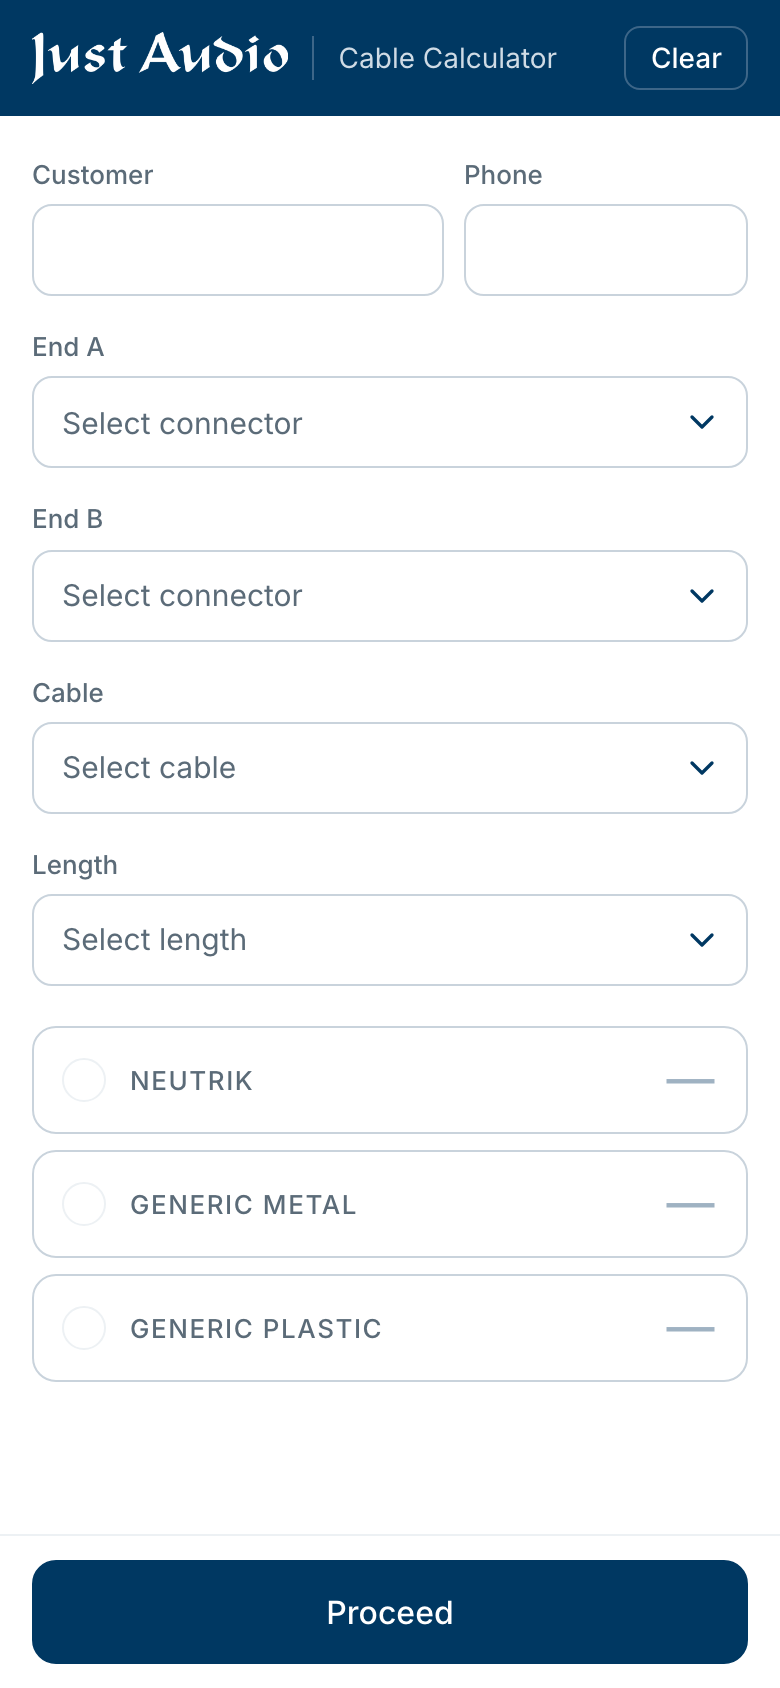 Just Audio
Cable Calculator
Clear
Customer
Phone
End A
Select connector
End B
Select connector
Cable
Select cable
Length
Select length
NEUTRIK —
GENERIC METAL —
GENERIC PLASTIC —
Proceed